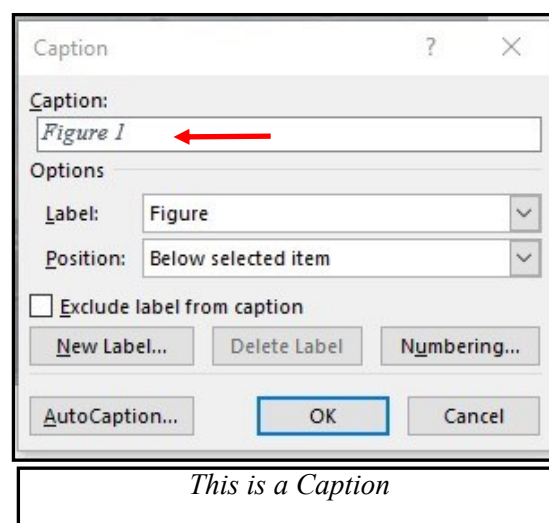 Caption ? ×
Caption:
Figure 1
Options
Label: Figure
Position: Below selected item
Exclude label from caption
New Label... Delete Label Numbering...
AutoCaption... OK Cancel
This is a Caption